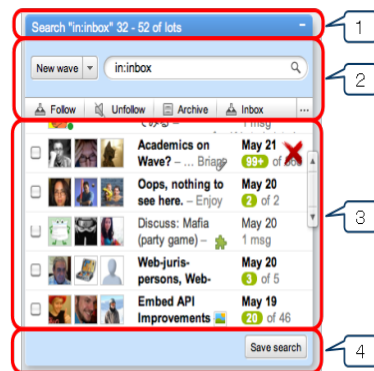 Search "in:inbox" 32 - 52 of lots
1
New wave
in:inbox
2
Follow Unfollow Archive Inbox ...
1 msg
Academics on May 21
Wave? – ... Brian 99+ of
Oops, nothing to May 20
see here. – Enjoy 2 of 2
3
Discuss: Mafia May 20
(party game) – 1 msg
Web-juris- May 20
persons, Web- 3 of 5
Embed API May 19
Improvements 20 of 46
Save search
4